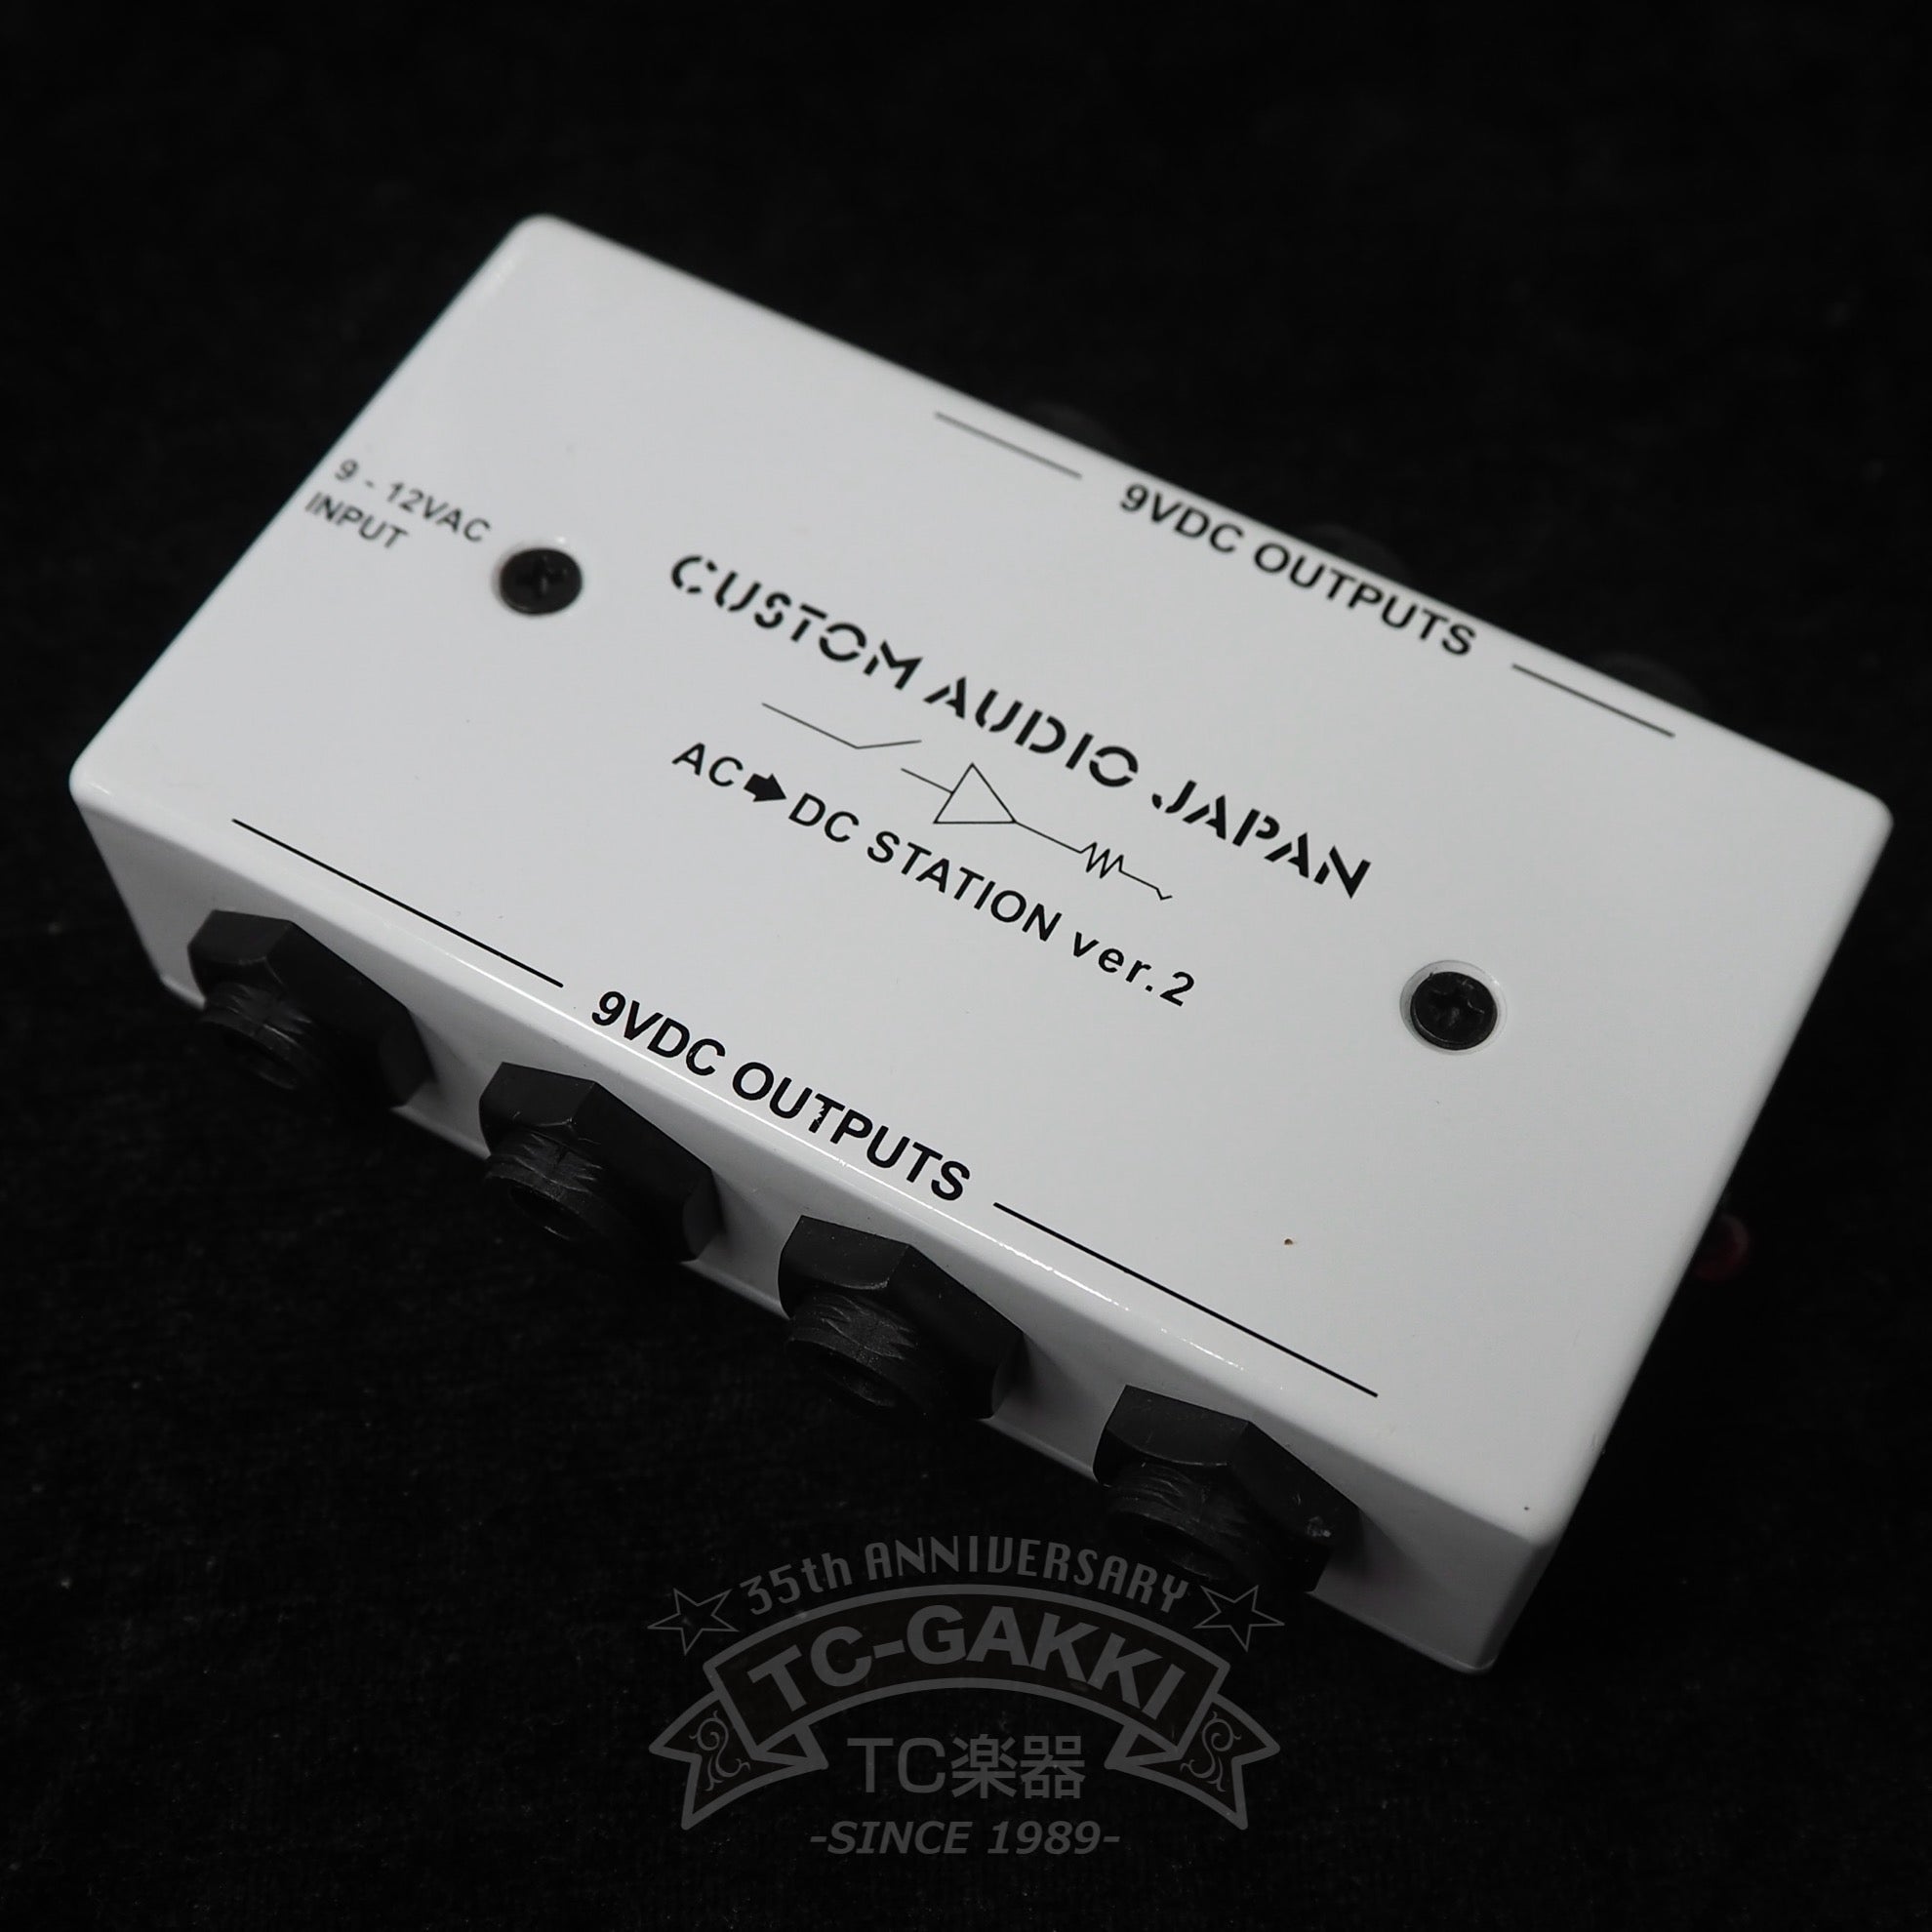 9VDC OUTPUTS
9 - 12VAC
INPUT
CUSTOM AUDIO JAPAN
AC➡DC STATION ver.2
9VDC OUTPUTS
35th ANNIVERSARY
TC-GAKKI
TC楽器
-SINCE 1989-